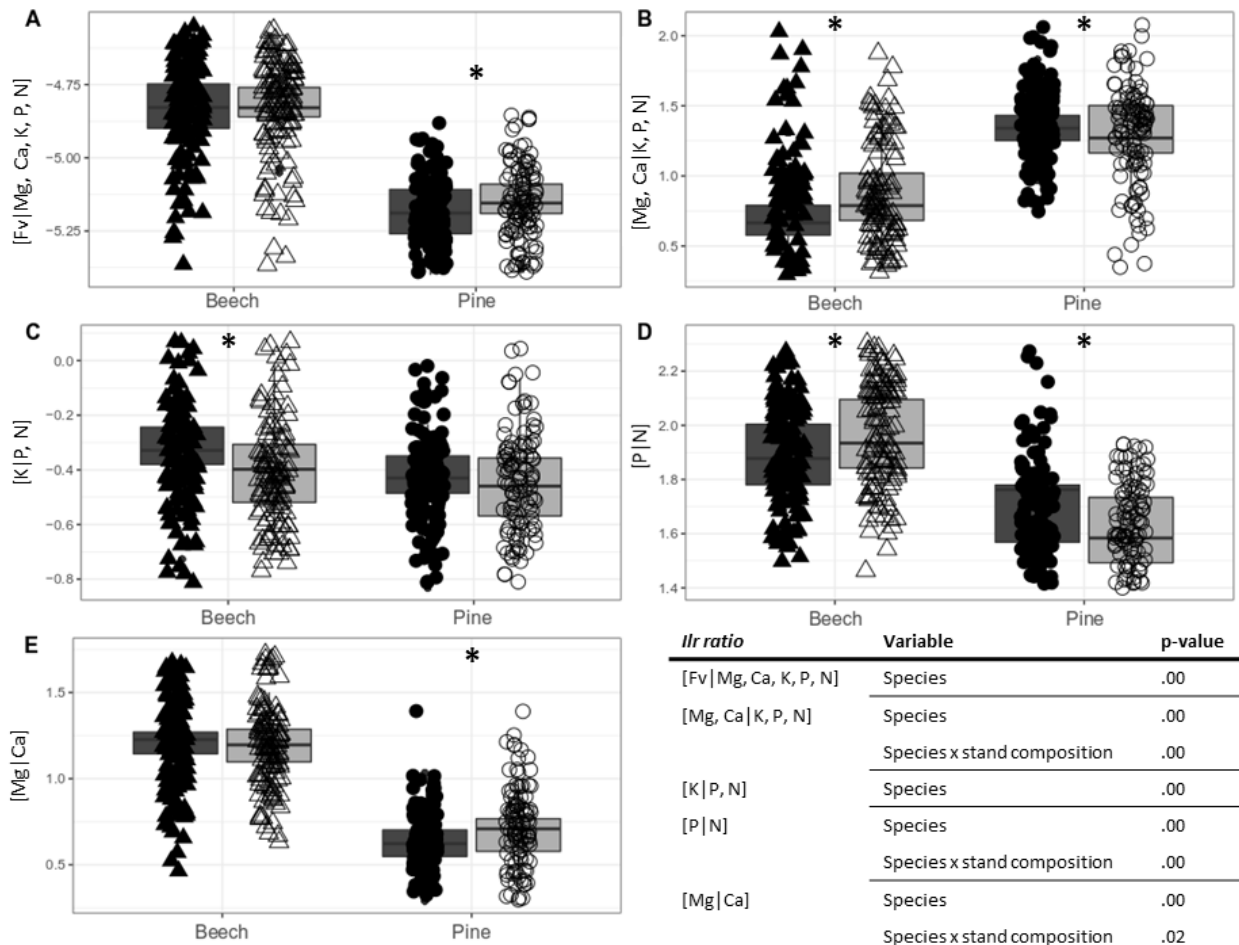 A
[Fv|Mg, Ca, K, P, N]
−4.75
−5.00
−5.25
*
Beech
Pine
B
[Mg, Ca|K, P, N]
2.0
1.5
1.0
0.5
*
*
Beech
Pine
C
[K|P, N]
0.0
−0.2
−0.4
−0.6
−0.8
*
Beech
Pine
D
[P|N]
2.2
2.0
1.8
1.6
1.4
*
*
Beech
Pine
E
[Mg|Ca]
1.5
1.0
0.5
*
Beech
Pine
Ilr ratio Variable p-value
[Fv|Mg, Ca, K, P, N] Species .00
[Mg, Ca|K, P, N] Species .00
Species x stand composition .00
[K|P, N] Species .00
[P|N] Species .00
Species x stand composition .00
[Mg|Ca] Species .00
Species x stand composition .02